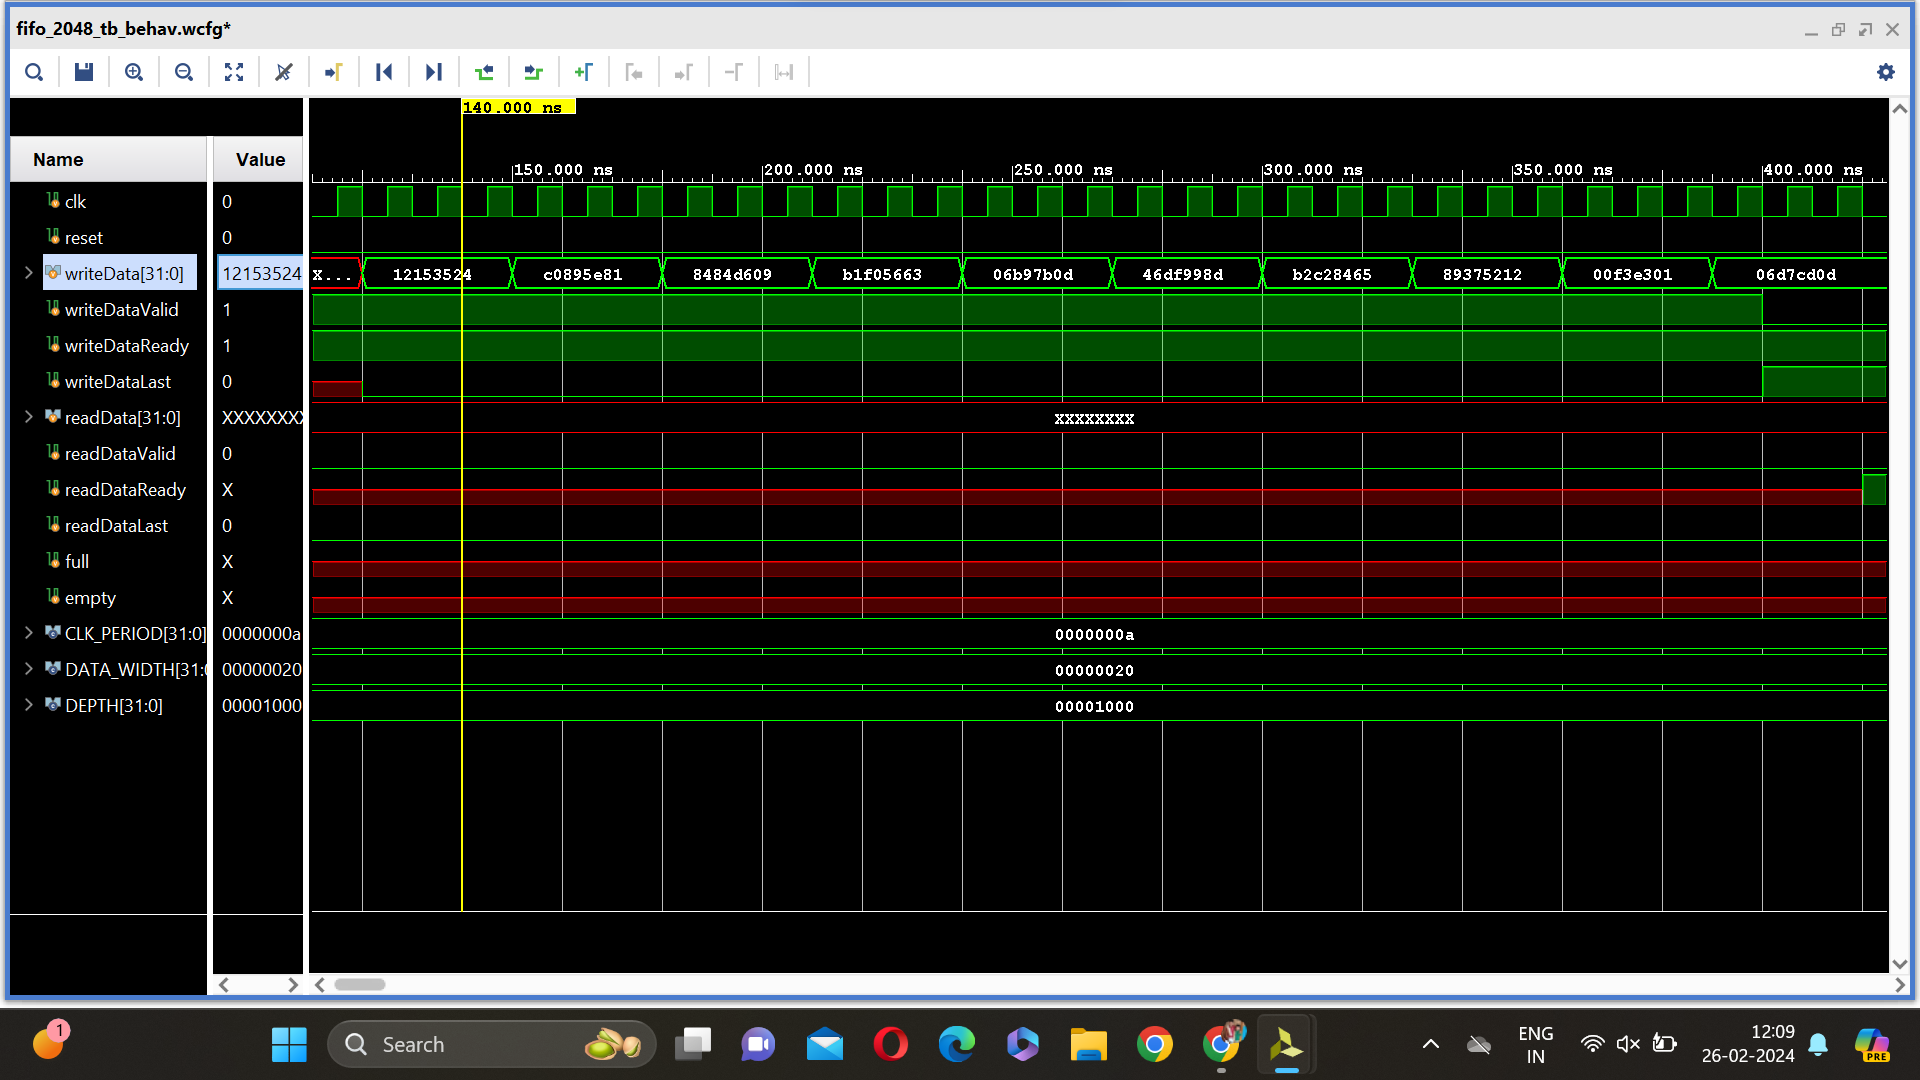 fifo_2048_tb_behav.wcfg*
140.000 ns
Name Value
150.000 ns 200.000 ns 250.000 ns 300.000 ns 350.000 ns 400.000 ns
clk 0
reset 0
writeData[31:0] 12153524 X... 12153524 c0895e81 8484d609 b1f05663 06b97b0d 46df998d b2c28465 89375212 00f3e301 06d7cd0d
writeDataValid 1
writeDataReady 1
writeDataLast 0
readData[31:0] XXXXXXXX XXXXXXXX
readDataValid 0
readDataReady X
readDataLast 0
full X
empty X
CLK_PERIOD[31:0] 0000000a 0000000a
DATA_WIDTH[31:0 00000020 00000020
DEPTH[31:0] 00001000 00001000
1
Search
ENG
IN
12:09
26-02-2024
PRE